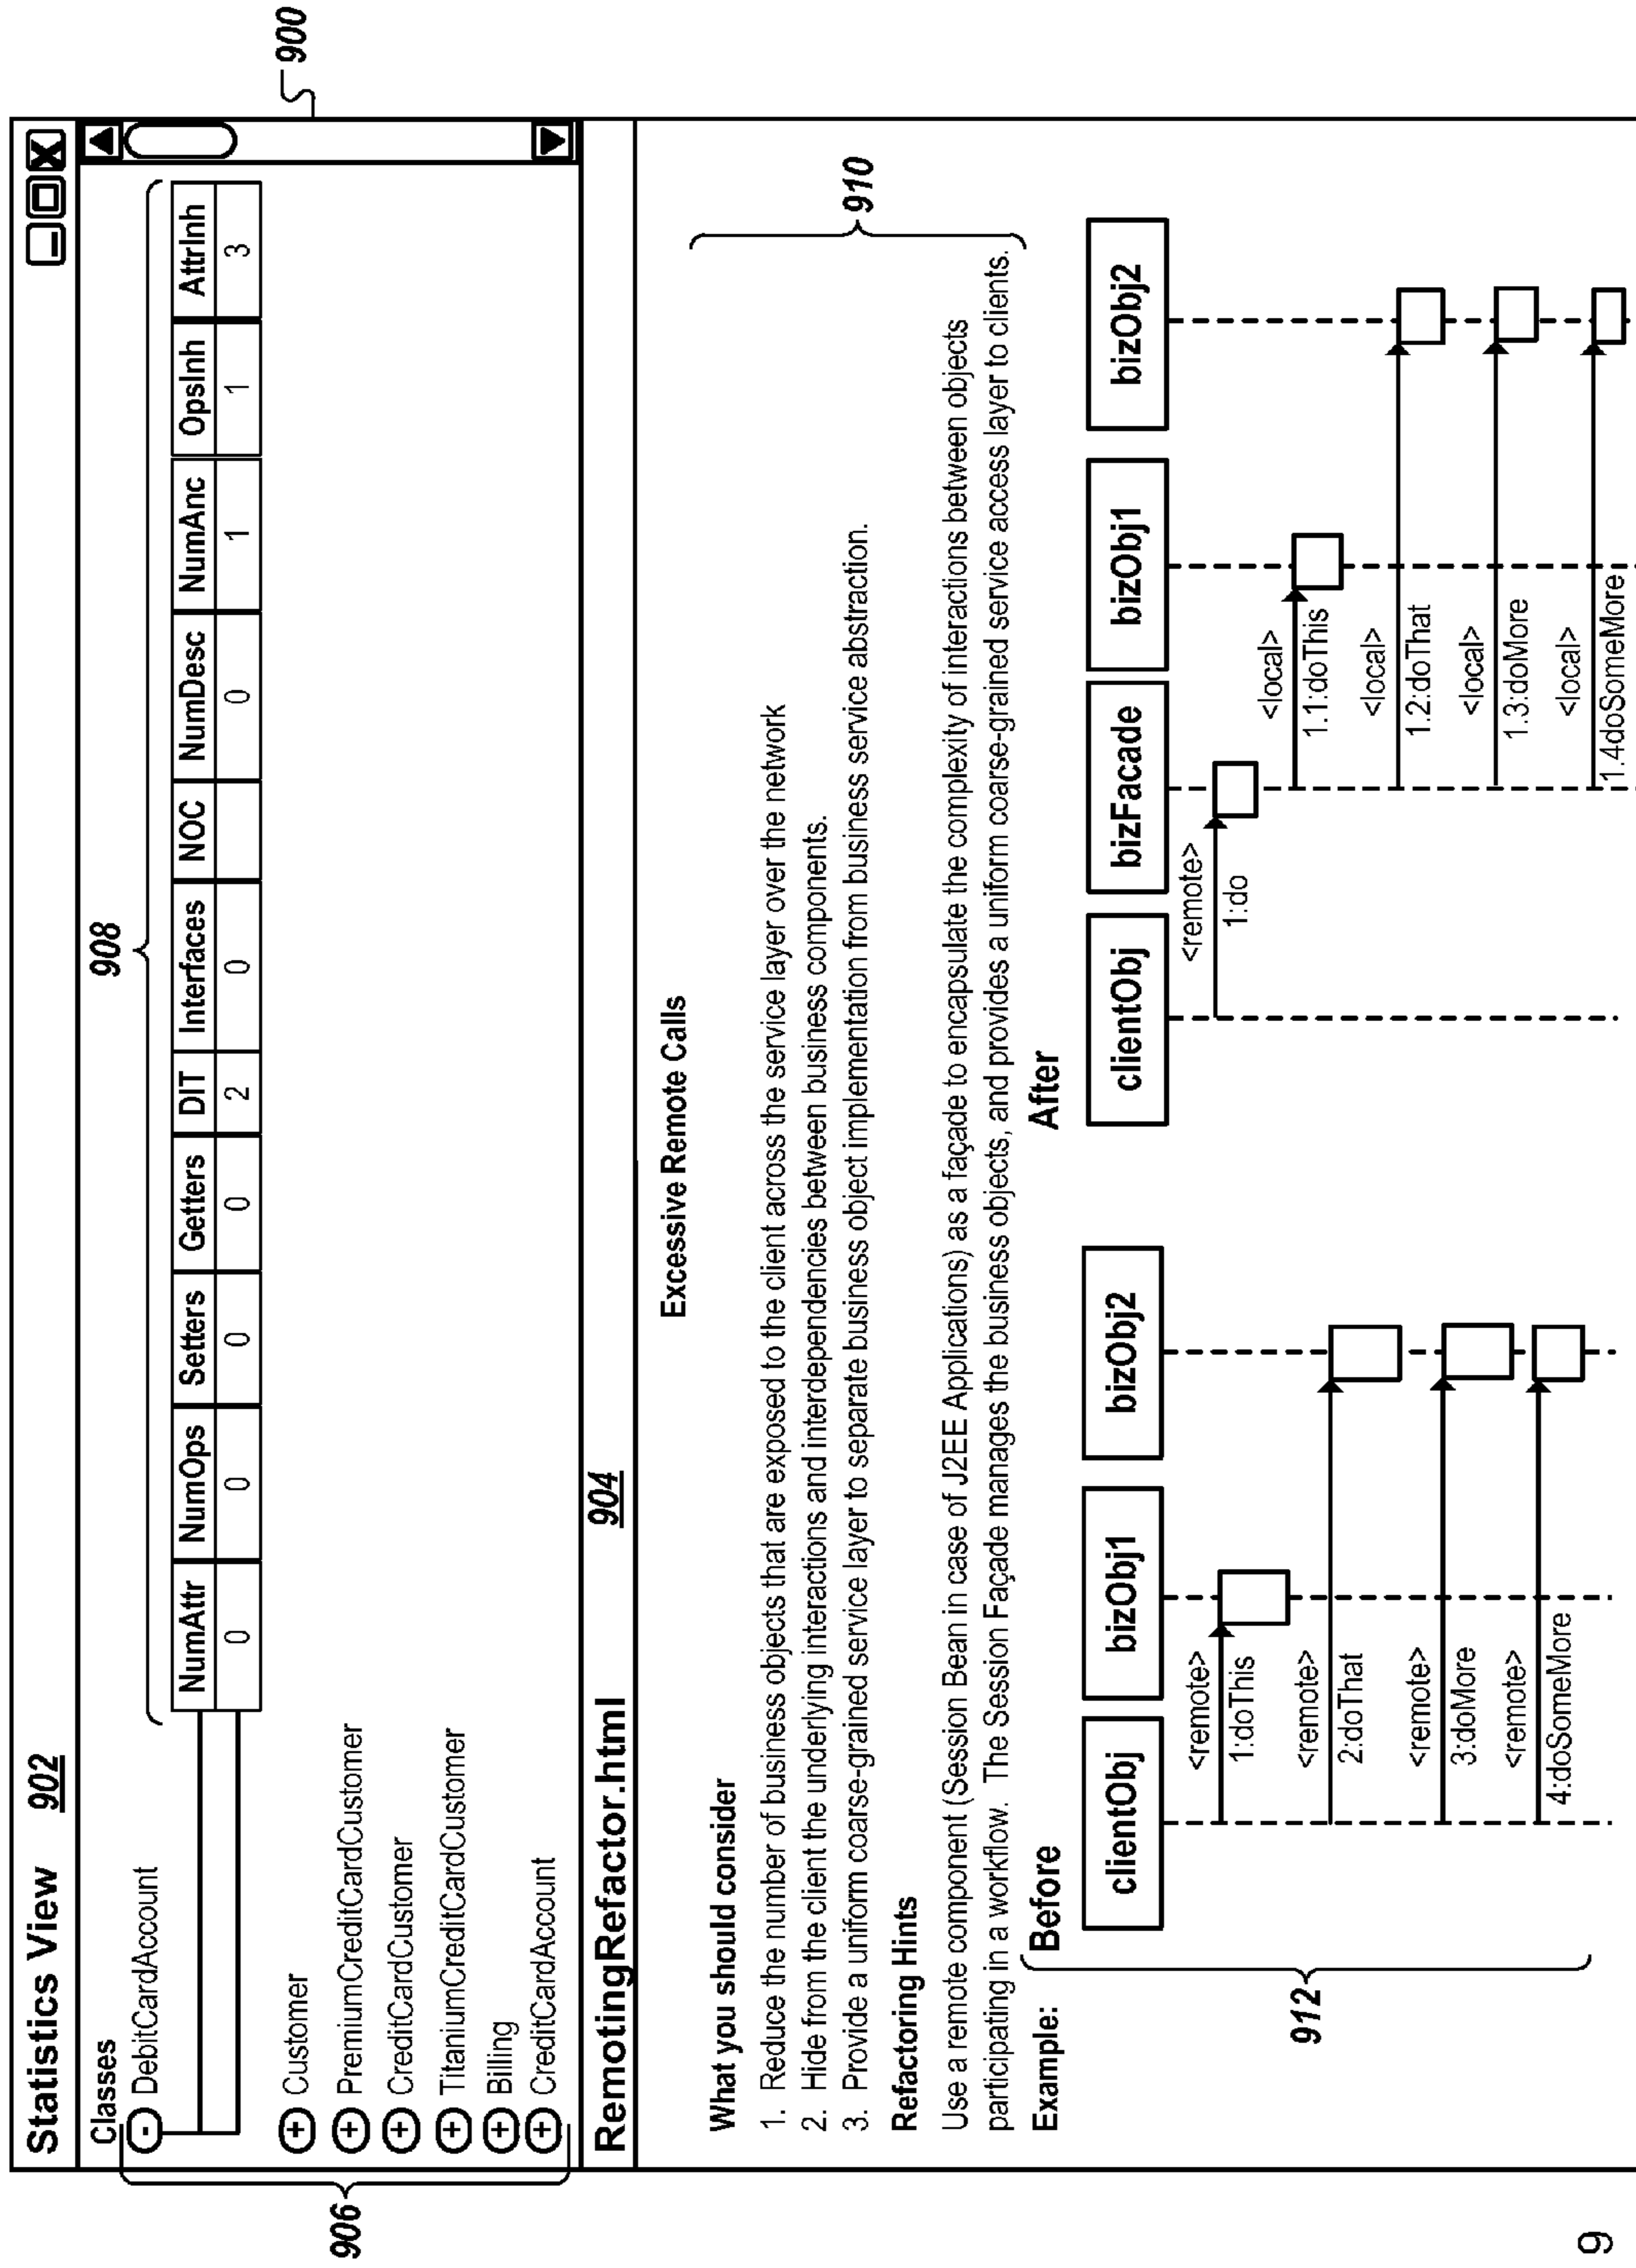 Statistics View 902
900
Classes
908
906
DebitCardAccount
NumAttr NumOps Setters Getters DIT Interfaces NOC NumDesc NumAnc OpsInh AttrInh
0 0 0 0 2 0 0 1 1 3
Customer
PremiumCreditCardCustomer
CreditCardCustomer
TitaniumCreditCardCustomer
Billing
CreditCardAccount
RemotingRefactor.html 904
Excessive Remote Calls
What you should consider
1. Reduce the number of business objects that are exposed to the client across the service layer over the network
2. Hide from the client the underlying interactions and interdependencies between business components.
3. Provide a uniform coarse-grained service layer to separate business object implementation from business service abstraction.
910
Refactoring Hints
Use a remote component (Session Bean in case of J2EE Applications) as a façade to encapsulate the complexity of interactions between objects
participating in a workflow. The Session Façade manages the business objects, and provides a uniform coarse-grained service access layer to clients.
Example:
912
Before
clientObj bizObj1 bizObj2
<remote>
1:doThis
<remote>
2:doThat
<remote>
3:doMore
<remote>
4:doSomeMore
After
clientObj bizFacade bizObj1 bizObj2
<remote>
1:do
<local>
1.1:doThis
<local>
1.2:doThat
<local>
1.3:doMore
<local>
1.4doSomeMore
9